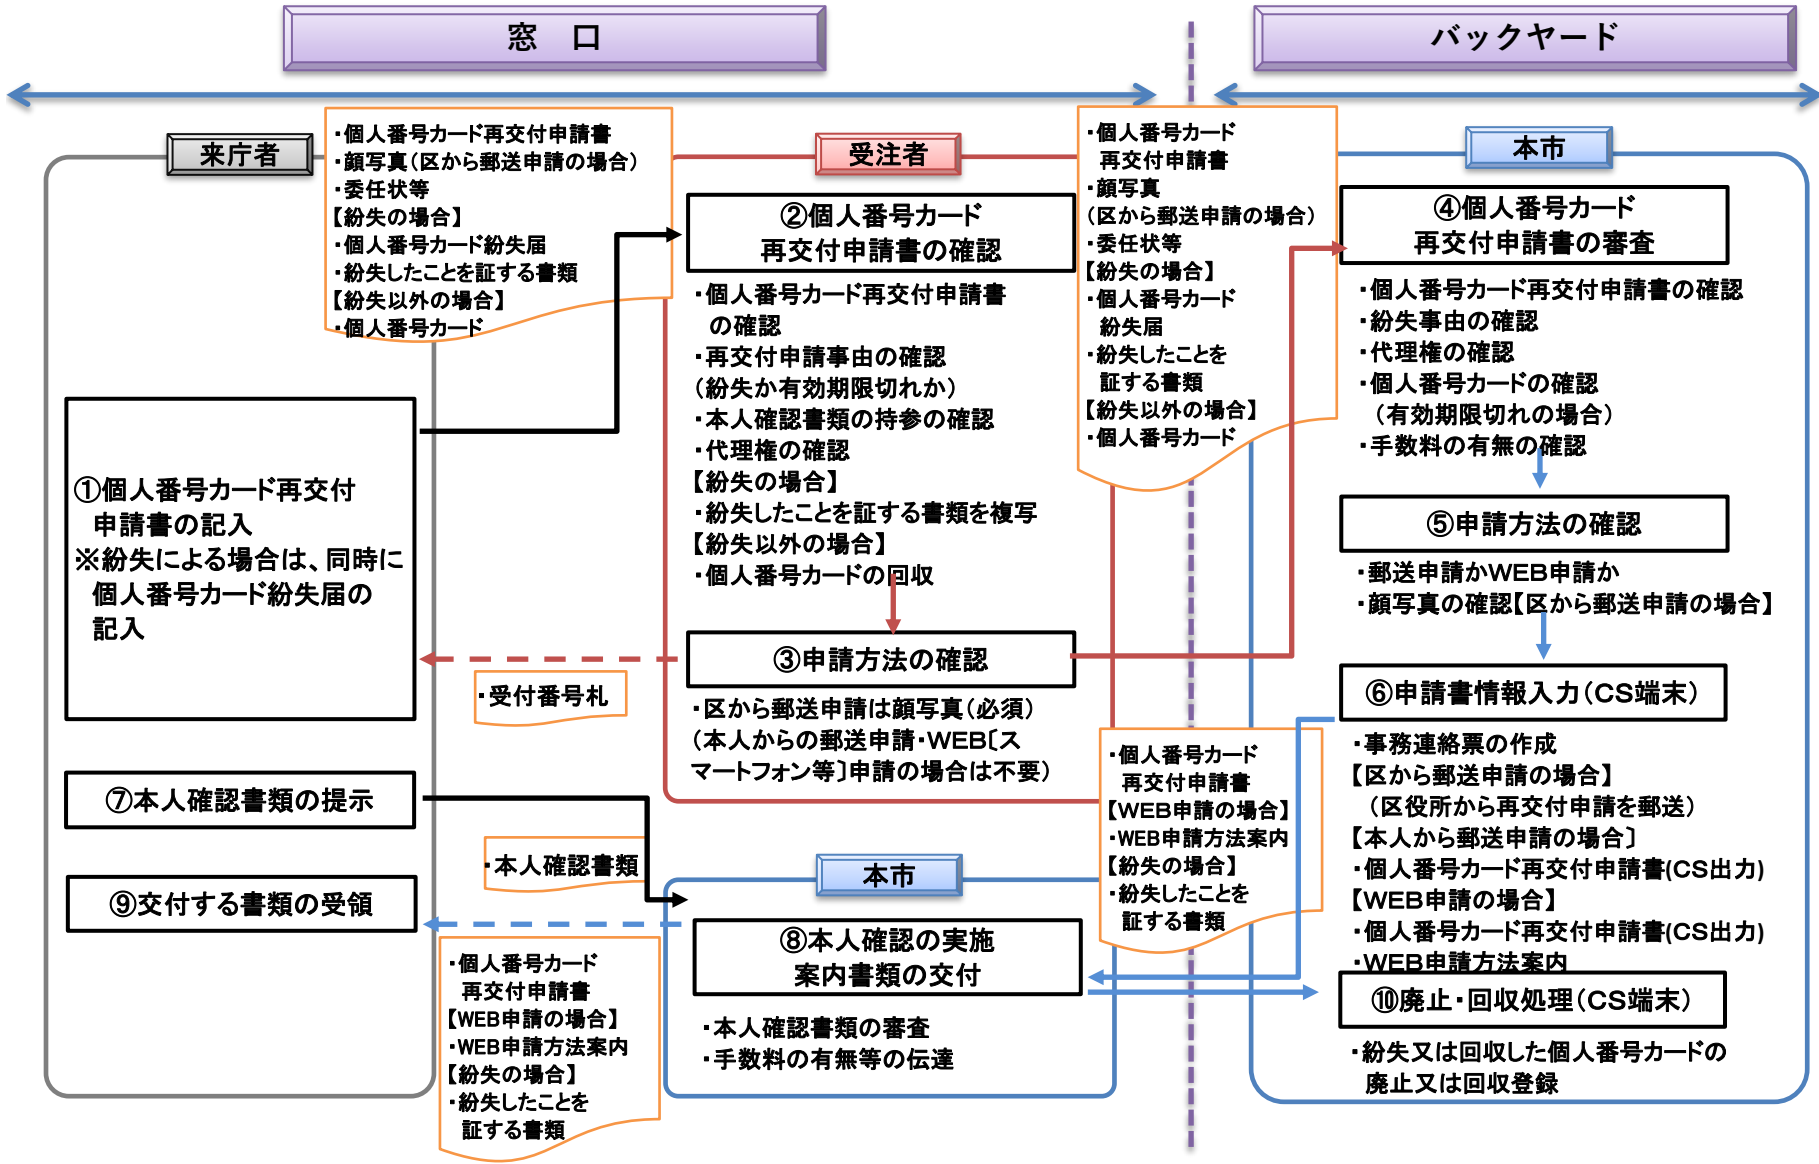 窓　口
バックヤード
来庁者
・個人番号カード再交付申請書
・顔写真（区から郵送申請の場合）
・委任状等
【紛失の場合】
・個人番号カード紛失届
・紛失したことを証する書類
【紛失以外の場合】
・個人番号カード
①個人番号カード再交付
申請書の記入
※紛失による場合は、同時に
個人番号カード紛失届の
記入
受注者
②個人番号カード
再交付申請書の確認
・個人番号カード再交付申請書
の確認
・再交付申請事由の確認
（紛失か有効期限切れか）
・本人確認書類の持参の確認
・代理権の確認
【紛失の場合】
・紛失したことを証する書類を複写
【紛失以外の場合】
・個人番号カードの回収
③申請方法の確認
・受付番号札
・区から郵送申請は顔写真（必須）
（本人からの郵送申請・WEB〔ス
マートフォン等〕申請の場合は不要）
・個人番号カード
再交付申請書
・顔写真
（区から郵送申請の場合）
・委任状等
【紛失の場合】
・個人番号カード
紛失届
・紛失したことを
証する書類
【紛失以外の場合】
・個人番号カード
本市
④個人番号カード
再交付申請書の審査
・個人番号カード再交付申請書の確認
・紛失事由の確認
・代理権の確認
・個人番号カードの確認
（有効期限切れの場合）
・手数料の有無の確認
⑤申請方法の確認
・郵送申請かWEB申請か
・顔写真の確認【区から郵送申請の場合】
⑥申請書情報入力（CS端末）
・事務連絡票の作成
【区から郵送申請の場合】
（区役所から再交付申請を郵送）
【本人から郵送申請の場合〕
・個人番号カード再交付申請書(CS出力)
【WEB申請の場合】
・個人番号カード再交付申請書(CS出力)
・WEB申請方法案内
・個人番号カード
再交付申請書
【WEB申請の場合】
・WEB申請方法案内
【紛失の場合】
・紛失したことを
証する書類
⑦本人確認書類の提示
・本人確認書類
本市
⑧本人確認の実施
案内書類の交付
・本人確認書類の審査
・手数料の有無等の伝達
⑨交付する書類の受領
・個人番号カード
再交付申請書
【WEB申請の場合】
・WEB申請方法案内
【紛失の場合】
・紛失したことを
証する書類
⑩廃止・回収処理（CS端末）
・紛失又は回収した個人番号カードの
廃止又は回収登録